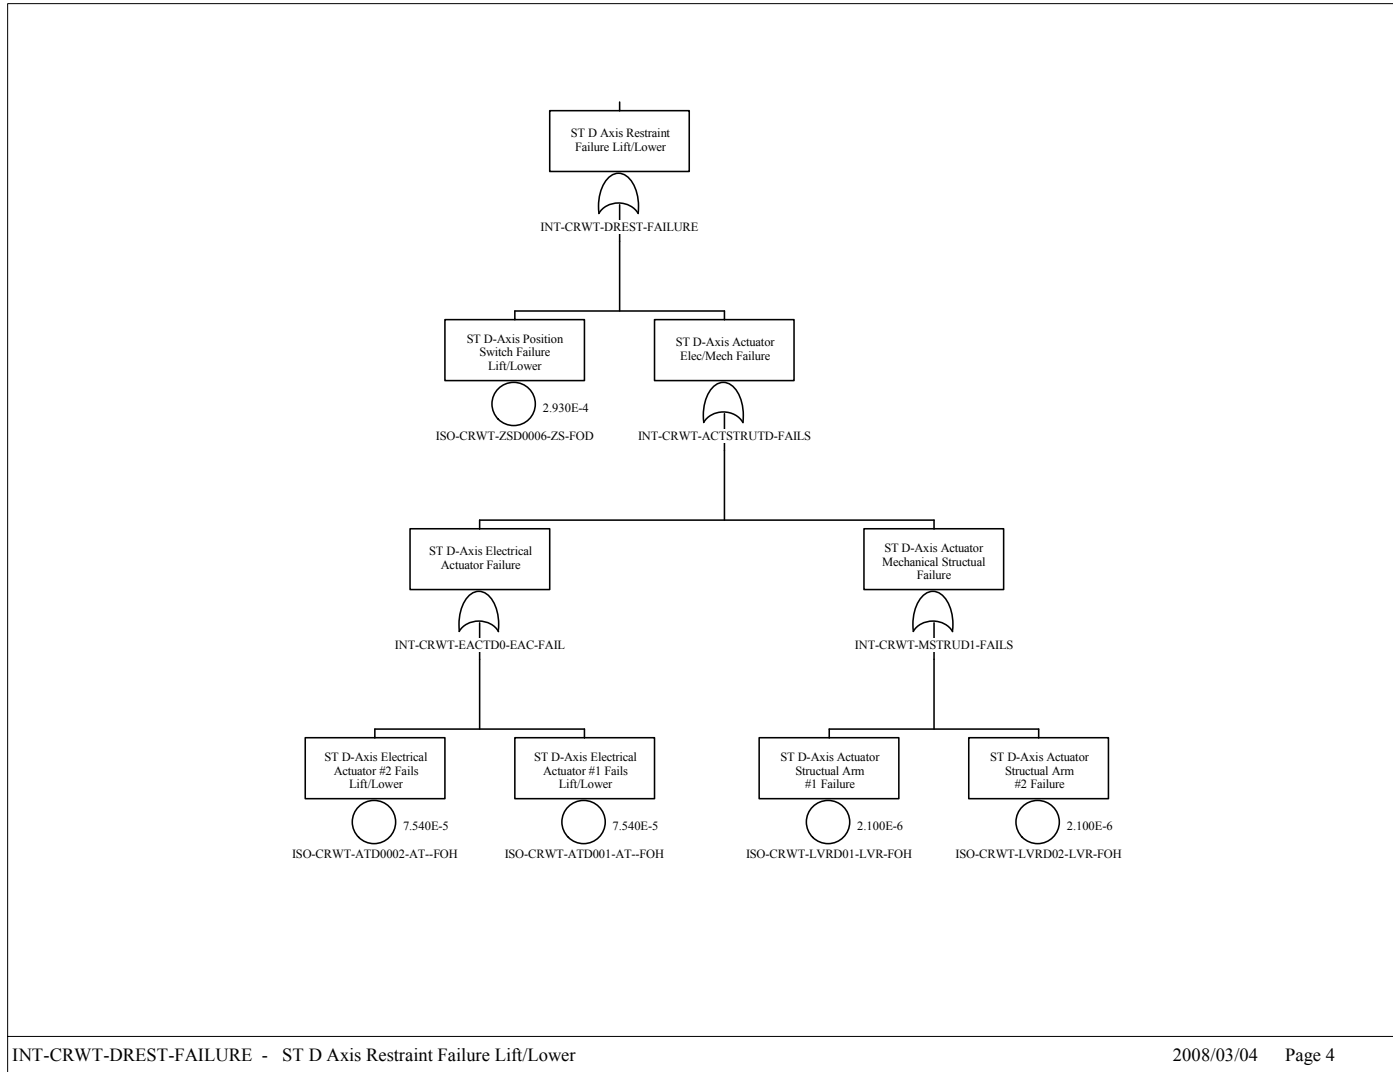 ST D Axis Restraint
Failure Lift/Lower
INT-CRWT-DREST-FAILURE
ST D-Axis Position
Switch Failure
Lift/Lower
2.930E-4
ISO-CRWT-ZSD0006-ZS-FOD
ST D-Axis Actuator
Elec/Mech Failure
INT-CRWT-ACTSTRUTD-FAILS
ST D-Axis Electrical
Actuator Failure
INT-CRWT-EACTD0-EAC-FAIL
ST D-Axis Actuator
Mechanical Structual
Failure
INT-CRWT-MSTRUD1-FAILS
ST D-Axis Electrical
Actuator #2 Fails
Lift/Lower
7.540E-5
ISO-CRWT-ATD0002-AT--FOH
ST D-Axis Electrical
Actuator #1 Fails
Lift/Lower
7.540E-5
ISO-CRWT-ATD001-AT--FOH
ST D-Axis Actuator
Structual Arm
#1 Failure
2.100E-6
ISO-CRWT-LVRD01-LVR-FOH
ST D-Axis Actuator
Structual Arm
#2 Failure
2.100E-6
ISO-CRWT-LVRD02-LVR-FOH
INT-CRWT-DREST-FAILURE - ST D Axis Restraint Failure Lift/Lower
2008/03/04 Page 4